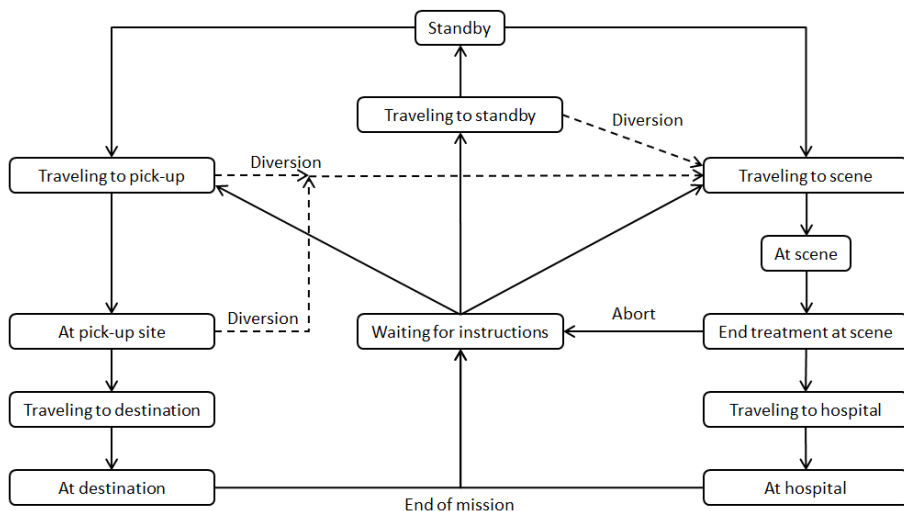 Standby
Traveling to standby
Diversion
Traveling to pick-up
Diversion
Traveling to scene
At scene
At pick-up site
Diversion
Waiting for instructions
Abort
End treatment at scene
Traveling to destination
Traveling to hospital
At destination
End of mission
At hospital